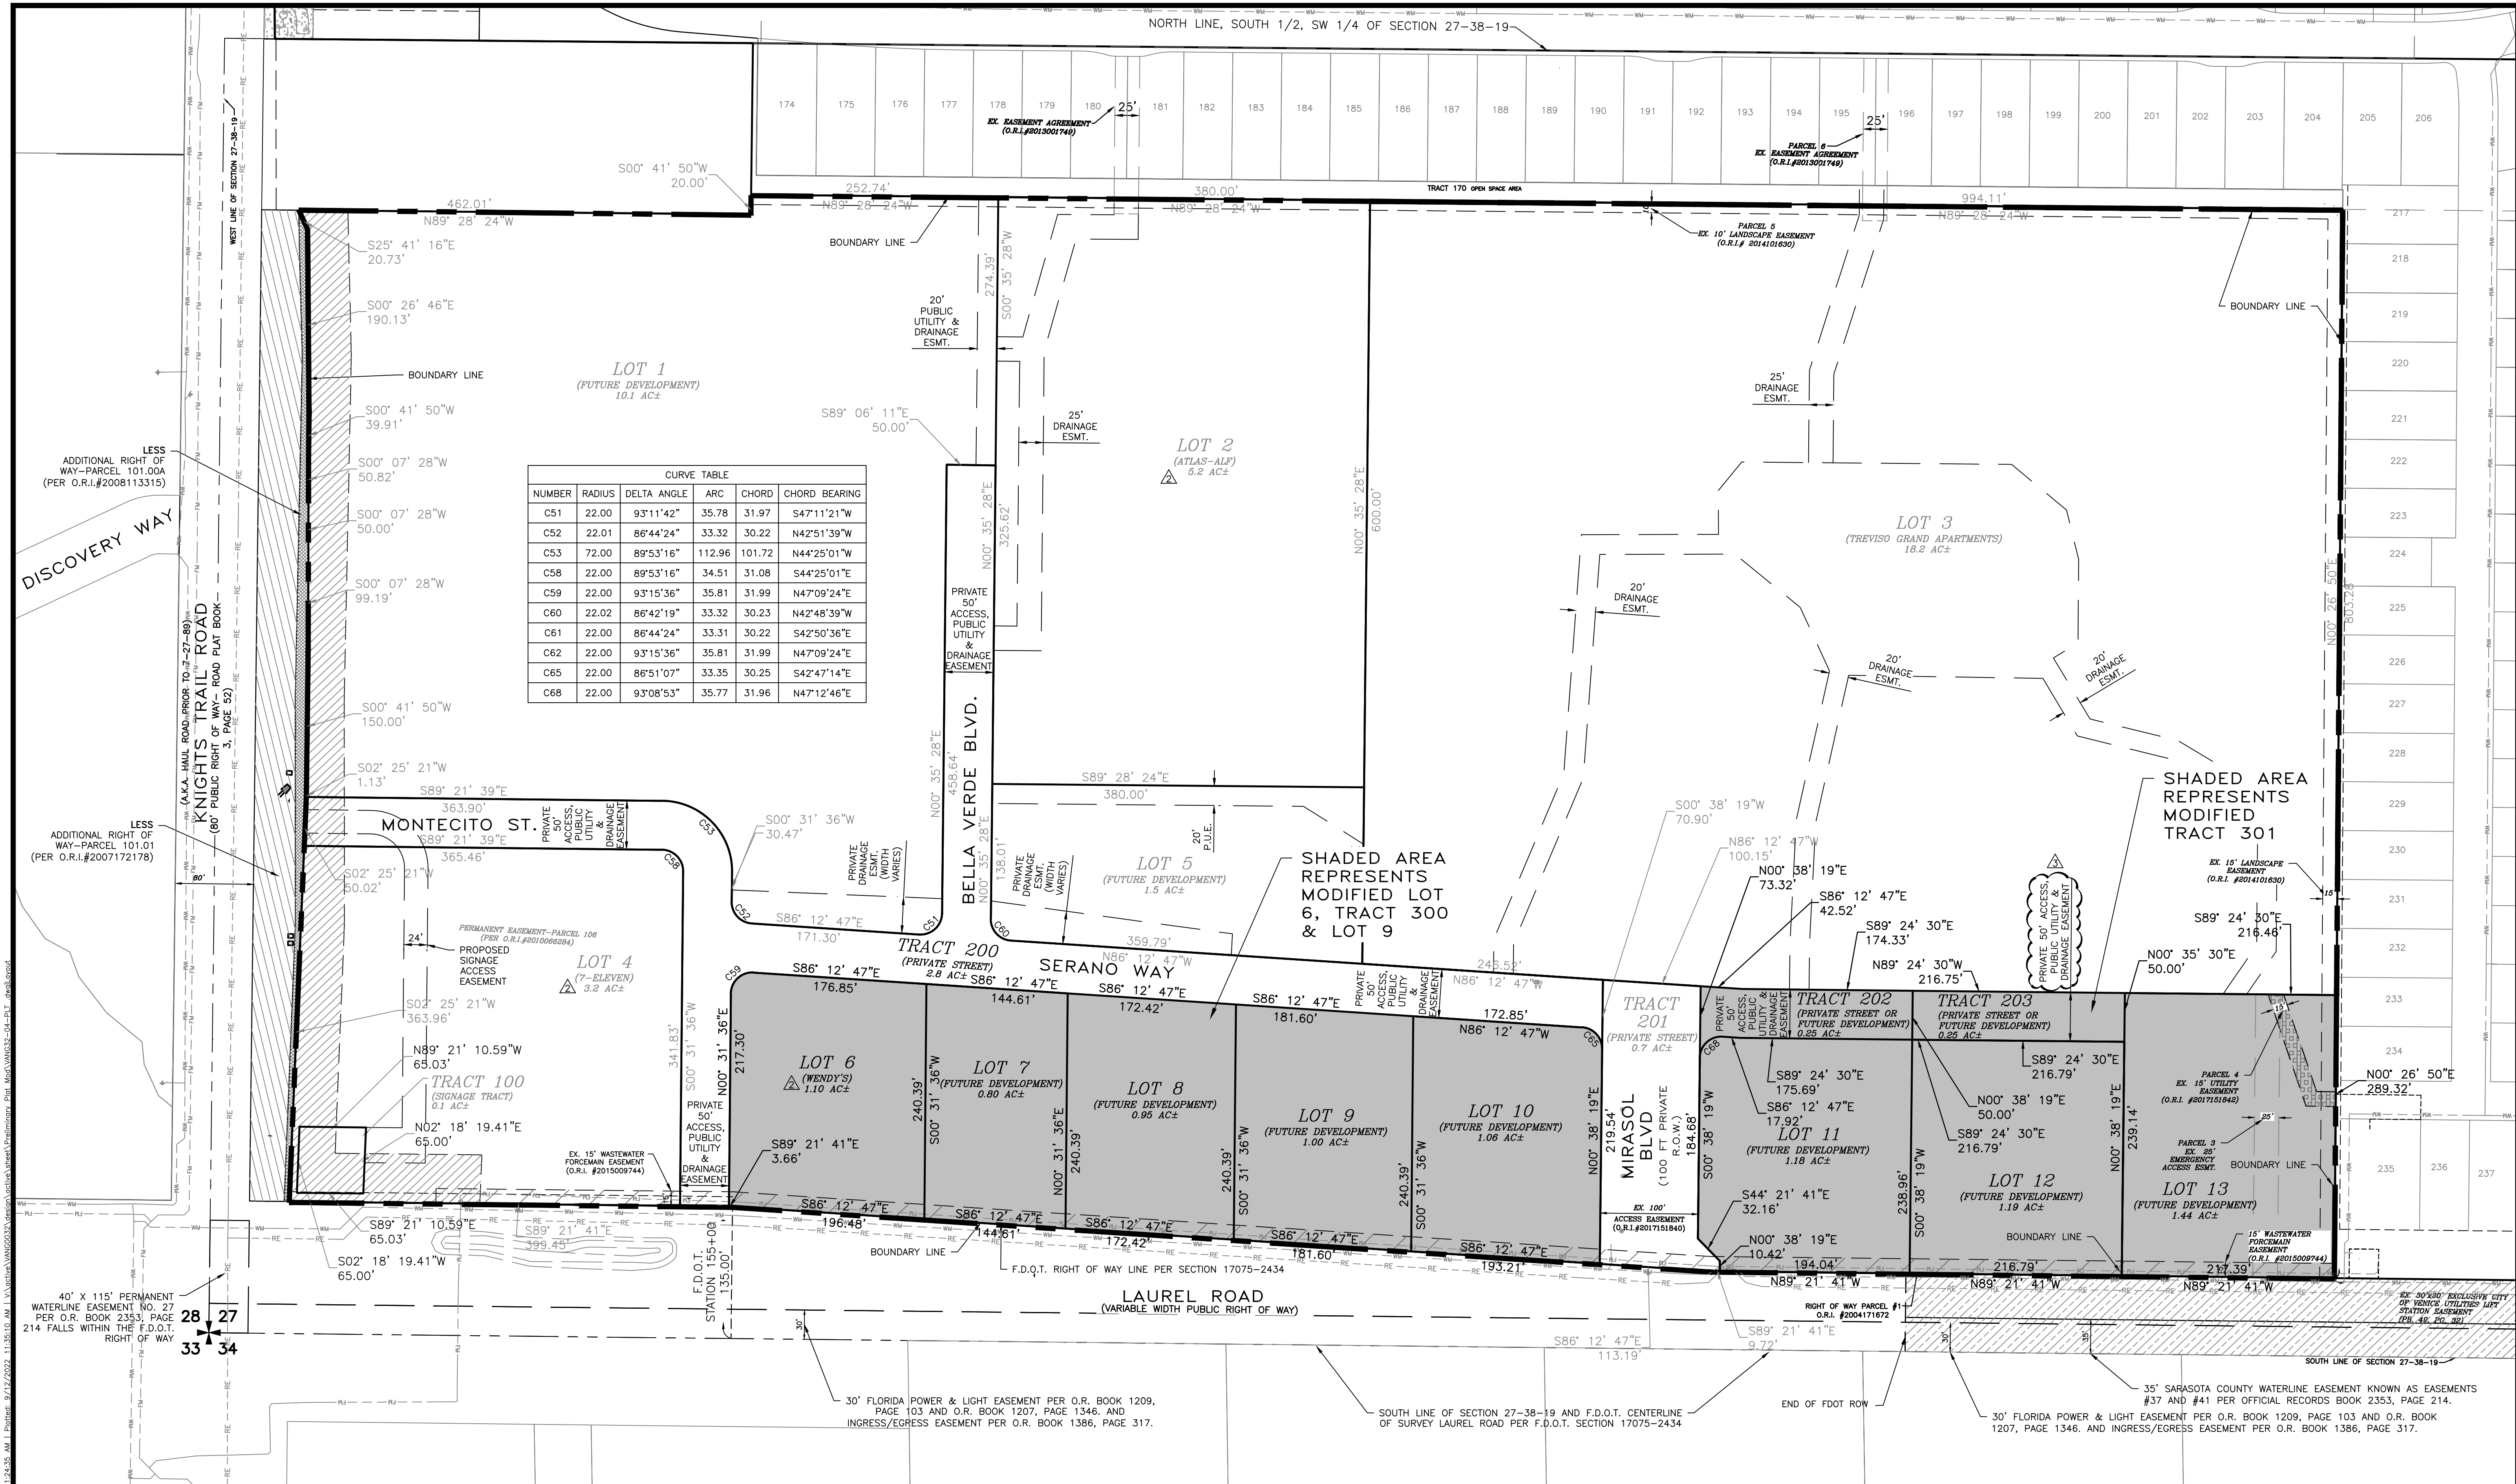 NORTH LINE, SOUTH 1/2, SW 1/4 OF SECTION 27-38-19
WEST LINE OF SECTION 27-38-19
174
175
176
177
178
179
180
181
182
183
184
185
186
187
188
189
190
191
192
193
194
195
196
197
198
199
200
201
202
203
204
205
206
25'
EX. EASEMENT AGREEMENT
(O.R.I.#2013001749)
25'
PARCEL 6
EX. EASEMENT AGREEMENT
(O.R.I.#2013001749)
S00° 41' 50"W
20.00'
462.01'
N89° 28' 24"W
252.74'
N89° 28' 24"W
380.00'
N89° 28' 24"W
TRACT 170 OPEN SPACE AREA
994.11'
N89° 28' 24"W
PARCEL 5
EX. 10' LANDSCAPE EASEMENT
(O.R.I.# 2014101630)
BOUNDARY LINE
BOUNDARY LINE
BOUNDARY LINE
217
218
219
220
221
222
223
224
225
226
227
228
229
230
231
232
233
234
235
236
237
S25° 41' 16"E
20.73'
S00° 26' 46"E
190.13'
S00° 41' 50"W
39.91'
S00° 07' 28"W
50.82'
S00° 07' 28"W
50.00'
S00° 07' 28"W
99.19'
S00° 41' 50"W
150.00'
S02° 25' 21"W
1.13'
LOT 1
(FUTURE DEVELOPMENT)
10.1 AC±
20'
PUBLIC
UTILITY &
DRAINAGE
ESMT.
274.39'
S00° 35' 28"W
S89° 06' 11"E
50.00'
25'
DRAINAGE
ESMT.
LOT 2
(ATLAS-ALF)
2
5.2 AC±
N00° 35' 28"E
600.00'
25'
DRAINAGE
ESMT.
LOT 3
(TREVISO GRAND APARTMENTS)
18.2 AC±
N00° 26' 50"E
803.28'
20'
DRAINAGE
ESMT.
20'
DRAINAGE
ESMT.
20'
DRAINAGE
ESMT.
LESS
ADDITIONAL RIGHT OF
WAY-PARCEL 101.00A
(PER O.R.I.#2008113315)
DISCOVERY WAY
(A.K.A. HAUL ROAD PRIOR TO 7-27-89)
KNIGHTS TRAIL ROAD
(80' PUBLIC RIGHT OF WAY- ROAD PLAT BOOK
3, PAGE 52)
LESS
ADDITIONAL RIGHT OF
WAY-PARCEL 101.01
(PER O.R.I.#2007172178)
80'
CURVE TABLE
NUMBER RADIUS DELTA ANGLE ARC CHORD CHORD BEARING
C51 22.00 93°11'42" 35.78 31.97 S47°11'21"W
C52 22.01 86°44'24" 33.32 30.22 N42°51'39"W
C53 72.00 89°53'16" 112.96 101.72 N44°25'01"W
C58 22.00 89°53'16" 34.51 31.08 S44°25'01"E
C59 22.00 93°15'36" 35.81 31.99 N47°09'24"E
C60 22.02 86°42'19" 33.32 30.23 N42°48'39"W
C61 22.00 86°44'24" 33.31 30.22 S42°50'36"E
C62 22.00 93°15'36" 35.81 31.99 N47°09'24"E
C65 22.00 86°51'07" 33.35 30.25 S42°47'14"E
C68 22.00 93°08'53" 35.77 31.96 N47°12'46"E
N00° 35' 28"E
325.62'
PRIVATE
50'
ACCESS,
PUBLIC
UTILITY
&
DRAINAGE
EASEMENT
BELLA VERDE BLVD.
N00° 35' 28"E
458.64'
N00° 35' 28"E
138.01'
S89° 21' 39"E
363.90'
MONTECITO ST.
S89° 21' 39"E
365.46'
PRIVATE
50'
ACCESS,
PUBLIC
UTILITY &
DRAINAGE
EASEMENT
C53
C58
C52
C51
C60
C59
C65
C68
S00° 31' 36"W
30.47'
PRIVATE
DRAINAGE
ESMT.
(WIDTH
VARIES)
PRIVATE
DRAINAGE
ESMT.
(WIDTH
VARIES)
S89° 28' 24"E
380.00'
20'
P.U.E.
LOT 5
(FUTURE DEVELOPMENT)
1.5 AC±
SHADED AREA
REPRESENTS
MODIFIED LOT
6, TRACT 300
& LOT 9
SHADED AREA
REPRESENTS
MODIFIED
TRACT 301
S00° 38' 19"W
70.90'
N86° 12' 47"W
100.15'
N00° 38' 19"E
73.32'
S86° 12' 47"E
42.52'
S89° 24' 30"E
174.33'
N89° 24' 30"W
216.75'
3
PRIVATE 50' ACCESS,
PUBLIC UTILITY &
DRAINAGE EASEMENT
EX. 15' LANDSCAPE
EASEMENT
(O.R.I. #2014101630)
15'
S89° 24' 30"E
216.46'
N00° 35' 30"E
50.00'
S02° 25' 21"W
50.02'
PERMANENT EASEMENT-PARCEL 106
(PER O.R.I.#2010066284)
24'
PROPOSED
SIGNAGE
ACCESS
EASEMENT
LOT 4
(7-ELEVEN)
2
3.2 AC±
S02° 25' 21"W
363.96'
N89° 21' 10.59"W
65.03'
TRACT 100
(SIGNAGE TRACT)
0.1 AC±
N02° 18' 19.41"E
65.00'
S89° 21' 10.59"E
65.03'
S02° 18' 19.41"W
65.00'
S89° 21' 41"E
399.45'
EX. 15' WASTEWATER
FORCEMAIN EASEMENT
(O.R.I. #2015009744)
15'
341.83'
S00° 31' 36"W
PRIVATE
50'
ACCESS,
PUBLIC
UTILITY
&
DRAINAGE
EASEMENT
S86° 12' 47"E
171.30'
TRACT 200
(PRIVATE STREET)
2.8 AC±
SERANO WAY
359.79'
N86° 12' 47"W
245.52'
N86° 12' 47"W
PRIVATE
50'
ACCESS,
PUBLIC
UTILITY
&
DRAINAGE
EASEMENT
S86° 12' 47"E
176.85'
S86° 12' 47"E
144.61'
S86° 12' 47"E
172.42'
S86° 12' 47"E
181.60'
172.85'
N86° 12' 47"W
N00° 31' 36"E
217.30'
LOT 6
2
(WENDY'S)
1.10 AC±
S89° 21' 41"E
3.66'
240.39'
S00° 31' 36"W
LOT 7
(FUTURE DEVELOPMENT)
0.80 AC±
N00° 31' 36"E
240.39'
LOT 8
(FUTURE DEVELOPMENT)
0.95 AC±
240.39'
S00° 31' 36"W
LOT 9
(FUTURE DEVELOPMENT)
1.00 AC±
240.39'
S00° 31' 36"W
LOT 10
(FUTURE DEVELOPMENT)
1.06 AC±
N00° 38' 19"E
219.54'
TRACT
201
(PRIVATE STREET)
0.7 AC±
MIRASOL
BLVD
(100 FT PRIVATE
R.O.W.)
184.68'
S00° 38' 19"W
EX. 100'
ACCESS EASEMENT
(O.R.I.#2017151840)
PRIVATE
50'
ACCESS,
PUBLIC
UTILITY &
DRAINAGE
EASEMENT
TRACT 202
(PRIVATE STREET OR
FUTURE DEVELOPMENT)
0.25 AC±
TRACT 203
(PRIVATE STREET OR
FUTURE DEVELOPMENT)
0.25 AC±
S89° 24' 30"E
175.69'
S86° 12' 47"E
17.92'
LOT 11
(FUTURE DEVELOPMENT)
1.18 AC±
S44° 21' 41"E
32.16'
N00° 38' 19"E
10.42'
S89° 24' 30"E
216.79'
N00° 38' 19"E
50.00'
S89° 24' 30"E
216.79'
238.96'
S00° 38' 19"W
LOT 12
(FUTURE DEVELOPMENT)
1.19 AC±
BOUNDARY LINE
N00° 38' 19"E
239.14'
LOT 13
(FUTURE DEVELOPMENT)
1.44 AC±
19'
PARCEL 4
EX. 15' UTILITY
EASEMENT
(O.R.I. #2017151842)
25'
PARCEL 3
EX. 25'
EMERGENCY
ACCESS ESMT.
BOUNDARY LINE
15' WASTEWATER
FORCEMAIN
EASEMENT
(O.R.I. #2015009744)
N00° 26' 50"E
289.32'
S86° 12' 47"E
196.48'
S86° 12' 47"E
144.61'
S86° 12' 47"E
172.42'
S86° 12' 47"E
181.60'
S86° 12' 47"E
193.21'
194.04'
N89° 21' 41"W
216.79'
N89° 21' 41"W
217.39'
N89° 21' 41"W
BOUNDARY LINE
F.D.O.T. RIGHT OF WAY LINE PER SECTION 17075-2434
F.D.O.T.
STATION 155+00
135.00'
LAUREL ROAD
(VARIABLE WIDTH PUBLIC RIGHT OF WAY)
30'
RIGHT OF WAY PARCEL #1
O.R.I. #2004171672
EX. 30'x30' EXCLUSIVE CITY
OF VENICE UTILITIES LIFT
STATION EASEMENT
(PB. 42, PG. 32)
40' X 115' PERMANENT
WATERLINE EASEMENT NO. 27
PER O.R. BOOK 2353, PAGE
214 FALLS WITHIN THE F.D.O.T.
RIGHT OF WAY
28 27
33 34
S86° 12' 47"E
113.19'
S89° 21' 41"E
9.72'
30'
35'
SOUTH LINE OF SECTION 27-38-19
30' FLORIDA POWER & LIGHT EASEMENT PER O.R. BOOK 1209,
PAGE 103 AND O.R. BOOK 1207, PAGE 1346. AND
INGRESS/EGRESS EASEMENT PER O.R. BOOK 1386, PAGE 317.
SOUTH LINE OF SECTION 27-38-19 AND F.D.O.T. CENTERLINE
OF SURVEY LAUREL ROAD PER F.D.O.T. SECTION 17075-2434
END OF FDOT ROW
35' SARASOTA COUNTY WATERLINE EASEMENT KNOWN AS EASEMENTS
#37 AND #41 PER OFFICIAL RECORDS BOOK 2353, PAGE 214.
30' FLORIDA POWER & LIGHT EASEMENT PER O.R. BOOK 1209, PAGE 103 AND O.R. BOOK
1207, PAGE 1346. AND INGRESS/EGRESS EASEMENT PER O.R. BOOK 1386, PAGE 317.